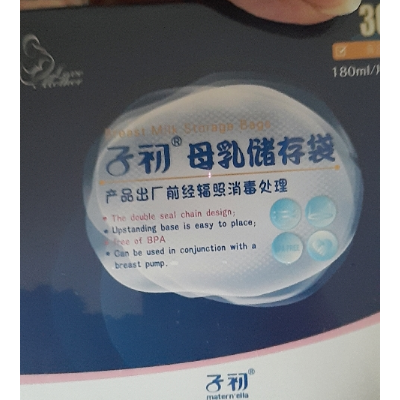 30
180ml/
Breast Milk Storage Bags
子初® 母乳储存袋
产品出厂前经辐照消毒处理
The double seal chain design;
Upstanding base is easy to place;
Free of BPA
Can be used in conjunction with a
breast pump.
子初®
matern'ella